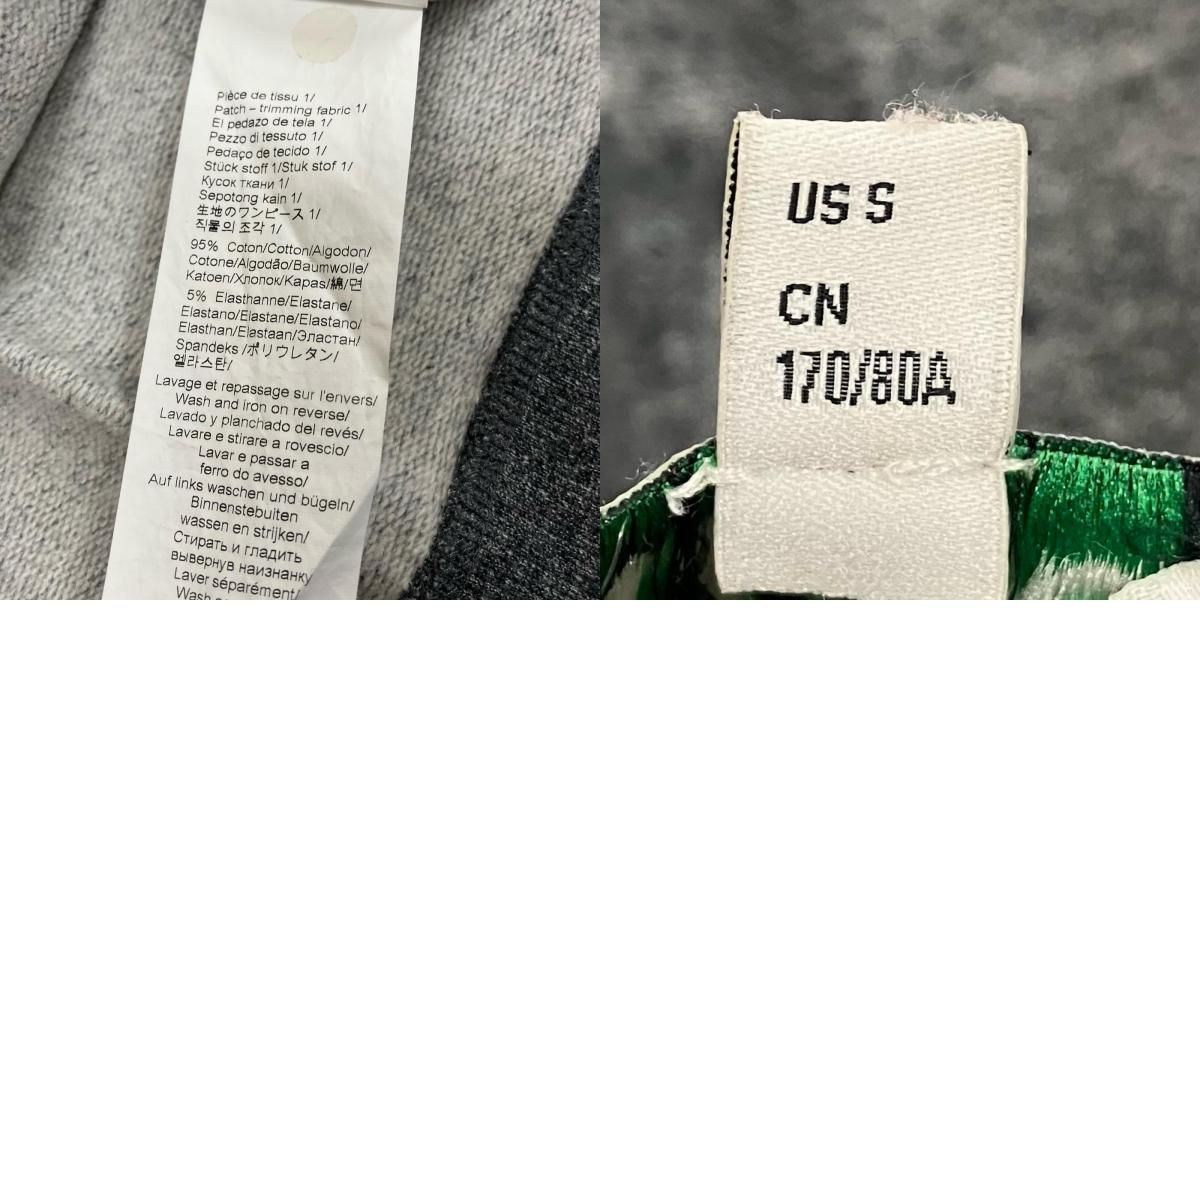 Pièce de tissu 1/
Patch – trimming fabric 1/
El pedazo de tela 1/
Pezzo di tessuto 1/
Pedaço de tecido 1/
Stück stoff 1/Stuk stof 1/
Кусок ткани 1/
Sepotong kain 1/
生地のワンピース 1/
직물의 조각 1/
95% Coton/Cotton/Algodon/
Cotone/Algodão/Baumwolle/
Katoen/Хлопок/Kapas/綿/면
5% Elasthanne/Elastane/
Elastano/Elastane/Elastano/
Elasthan/Elastaan/Эластан/
Spandeks /ポリウレタン/
엘라스탄/
Lavage et repassage sur l'envers/
Wash and iron on reverse/
Lavado y planchado del revés/
Lavare e stirare a rovescio/
Lavar e passar a
ferro do avesso/
Auf links waschen und bügeln/
Binnenstebuiten
wassen en strijken/
Стирать и гладить
вывернув наизнанку
Laver séparément/
Wash
US S
CN
170/80A